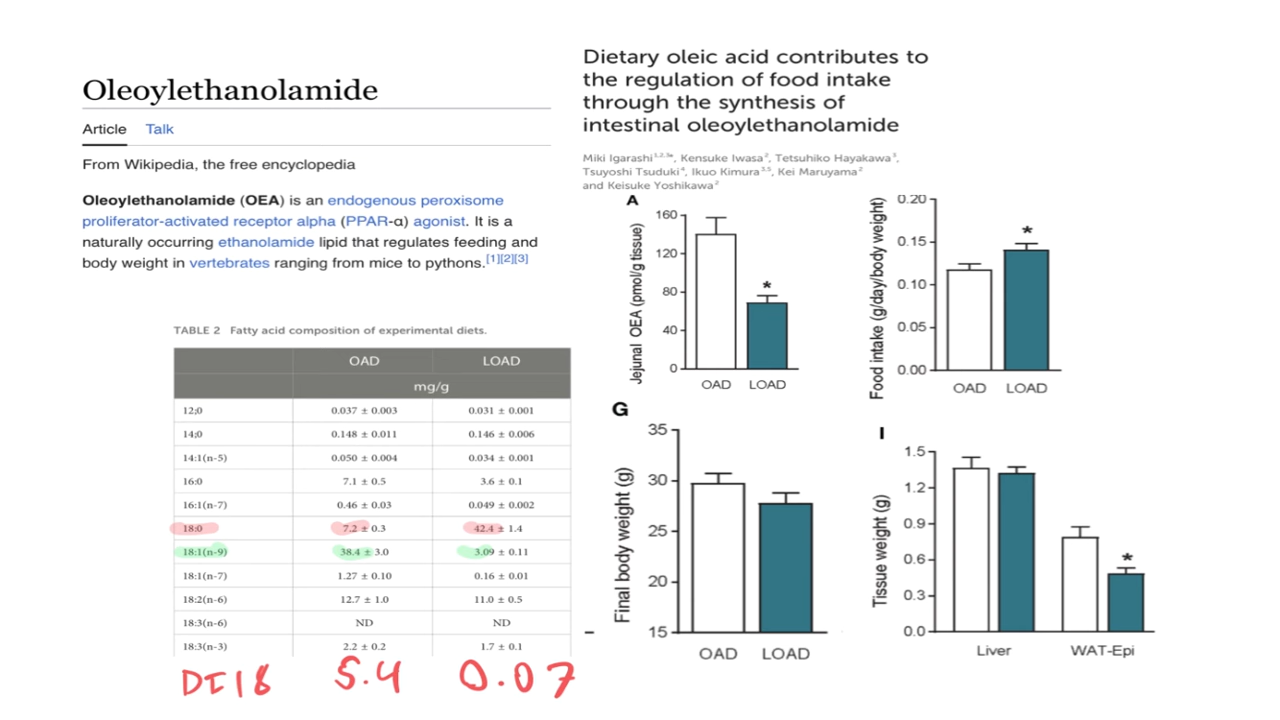 Oleoylethanolamide
Article Talk
From Wikipedia, the free encyclopedia
Oleoylethanolamide (OEA) is an endogenous peroxisome
proliferator-activated receptor alpha (PPAR-α) agonist. It is a
naturally occurring ethanolamide lipid that regulates feeding and
body weight in vertebrates ranging from mice to pythons.[1][2][3]
TABLE 2 Fatty acid composition of experimental diets.
OAD LOAD
mg/g
12;0 0.037 ± 0.003 0.031 ± 0.001
14;0 0.148 ± 0.011 0.146 ± 0.006
14:1(n-5) 0.050 ± 0.004 0.034 ± 0.001
16:0 7.1 ± 0.5 3.6 ± 0.1
16:1(n-7) 0.46 ± 0.03 0.049 ± 0.002
18:0 7.2 ± 0.3 42.4 ± 1.4
18:1(n-9) 38.4 ± 3.0 3.09 ± 0.11
18:1(n-7) 1.27 ± 0.10 0.16 ± 0.01
18:2(n-6) 12.7 ± 1.0 11.0 ± 0.5
18:3(n-6) ND ND
18:3(n-3) 2.2 ± 0.2 1.7 ± 0.1
DI18 5.4 0.07
Dietary oleic acid contributes to
the regulation of food intake
through the synthesis of
intestinal oleoylethanolamide
Miki Igarashi1,2,3*, Kensuke Iwasa2, Tetsuhiko Hayakawa3,
Tsuyoshi Tsuduki4, Ikuo Kimura3,5, Kei Maruyama2
and Keisuke Yoshikawa2
A
Jejunal OEA (pmol/g tissue)
160
120
80
40
0
*
OAD LOAD
Food intake (g/day/body weight)
0.20
0.15
0.10
0.05
0.00
*
OAD LOAD
G
Final body weight (g)
35
30
25
20
15
OAD LOAD
I
Tissue weight (g)
1.5
1.2
0.9
0.6
0.3
0.0
*
Liver WAT-Epi